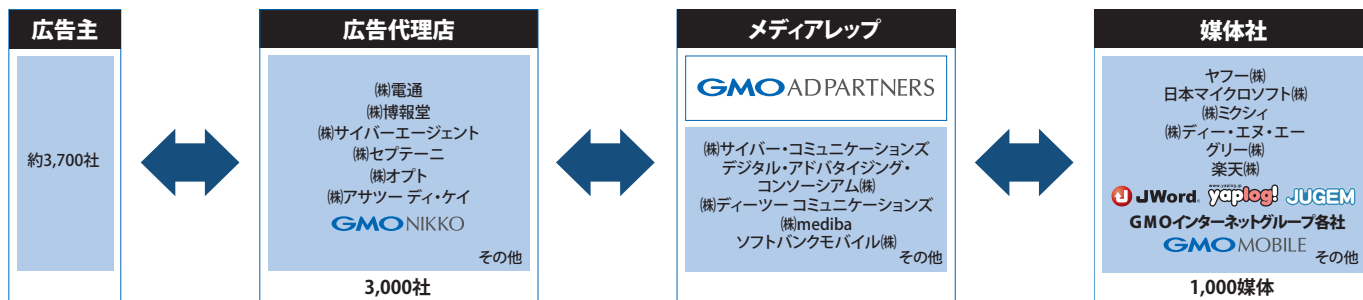 広告主
約3,700社
広告代理店
㈱電通
㈱博報堂
㈱サイバーエージェント
㈱セプテーニ
㈱オプト
㈱アサツー ディ・ケイ
GMO NIKKO
その他
3,000社
メディアレップ
GMO AD PARTNERS
㈱サイバー・コミュニケーションズ
デジタル・アドバタイジング・
コンソーシアム㈱
㈱ディーツー コミュニケーションズ
㈱mediba
ソフトバンクモバイル㈱
その他
媒体社
ヤフー㈱
日本マイクロソフト㈱
㈱ミクシィ
㈱ディー・エヌ・エー
グリー㈱
楽天㈱
JWord. www.yaplog.jp yaplog! JUGEM
GMOインターネットグループ各社
GMO MOBILE
その他
1,000媒体